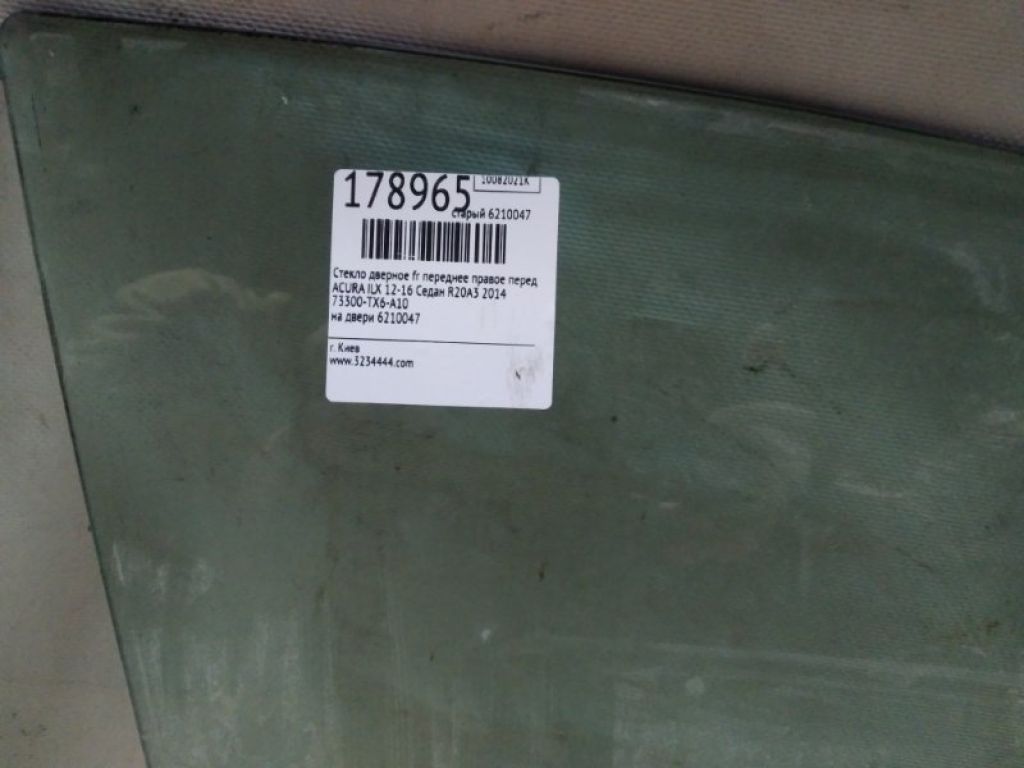 178965
10082021K
старый 6210047
Стекло дверное fr переднее правое перед
ACURA ILX 12-16 Седан R20A3 2014
73300-TX6-A10
на двери 6210047
г. Киев
www.3234444.com